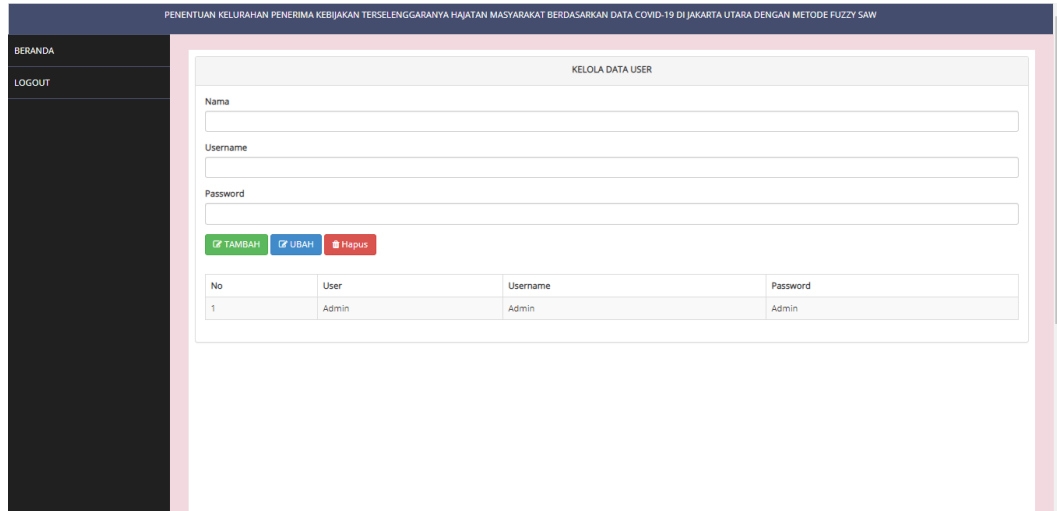 PENENTUAN KELURAHAN PENERIMA KEBIJAKAN TERSELENGGARANYA HAJATAN MASYARAKAT BERDASARKAN DATA COVID-19 DI JAKARTA UTARA DENGAN METODE FUZZY SAW
BERANDA
LOGOUT
KELOLA DATA USER
Nama
Username
Password
TAMBAH UBAH Hapus
No User Username Password
1 Admin Admin Admin